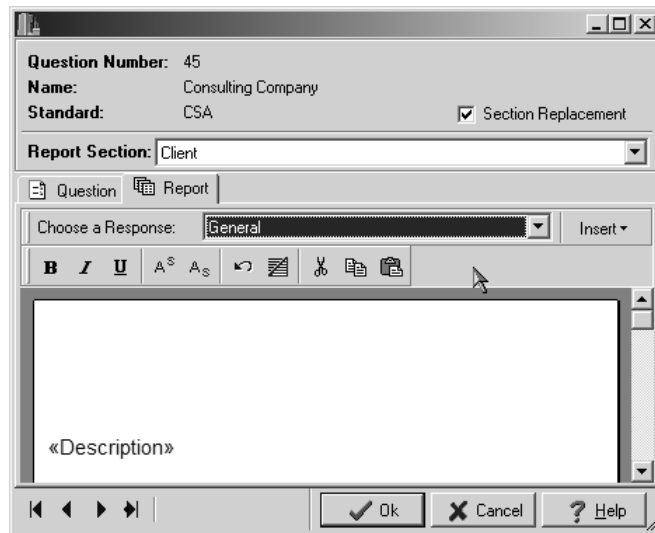 Question Number: 45
Name: Consulting Company
Standard: CSA
Section Replacement
Report Section: Client
Question Report
Choose a Response: General Insert
B I U A^S A_S
«Description»
Ok Cancel Help